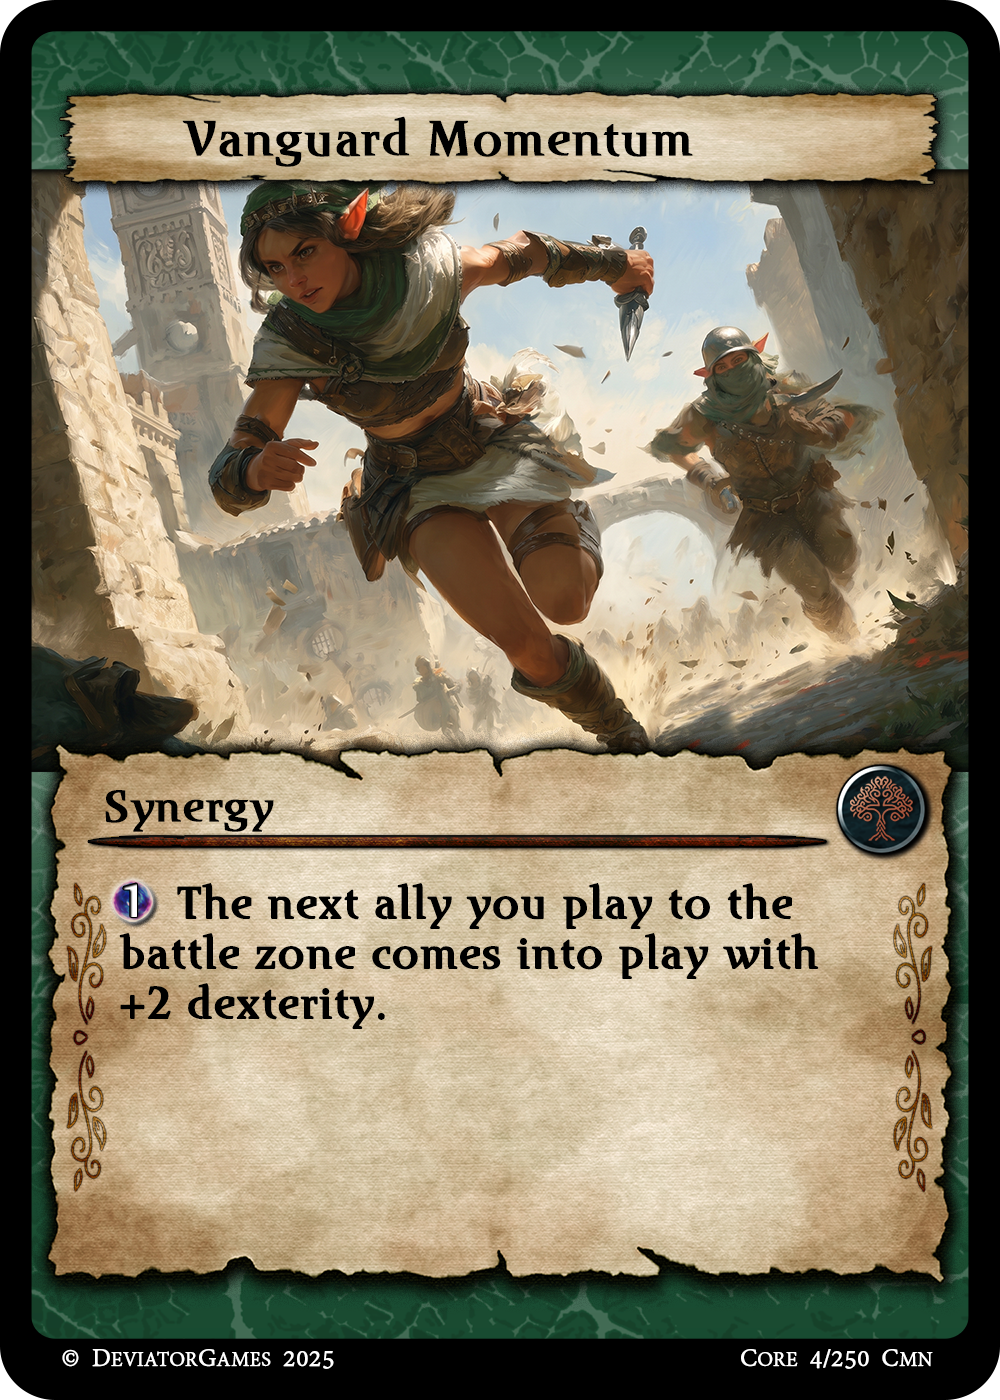 Vanguard Momentum
Synergy
1 The next ally you play to the
battle zone comes into play with
+2 dexterity.
© DeviatorGames 2025
Core 4/250 Cmn